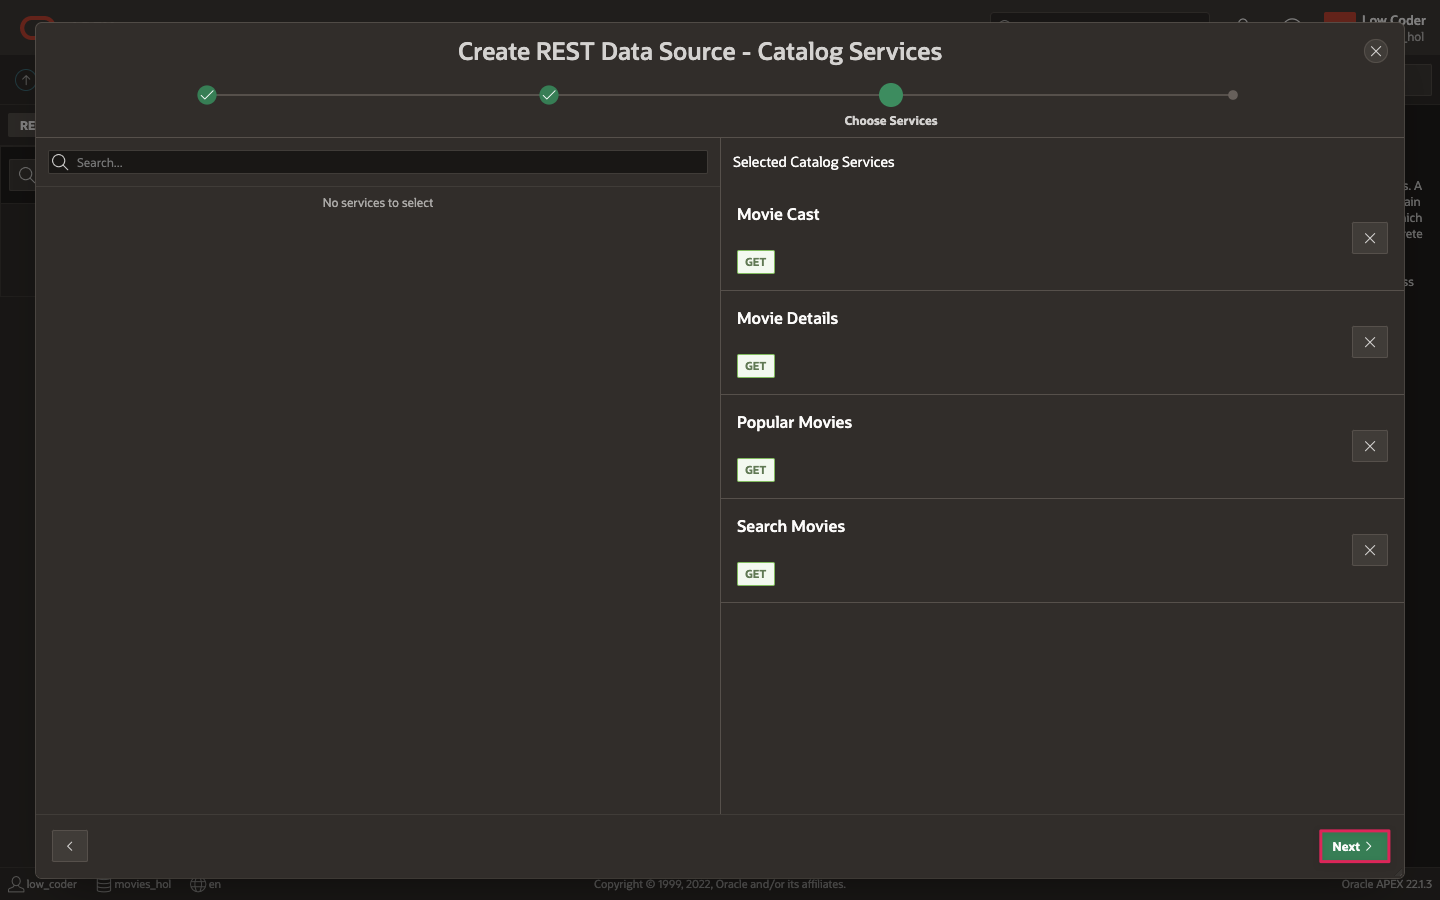 Low Coder
_hol
Create REST Data Source - Catalog Services
Choose Services
RE
Search...
No services to select
Selected Catalog Services
Movie Cast
GET
Movie Details
GET
Popular Movies
GET
Search Movies
GET
s. A
ain
ich
ete
ss
Next
low_coder
movies_hol
en
Copyright © 1999, 2022, Oracle and/or its affiliates.
Oracle APEX 22.1.3